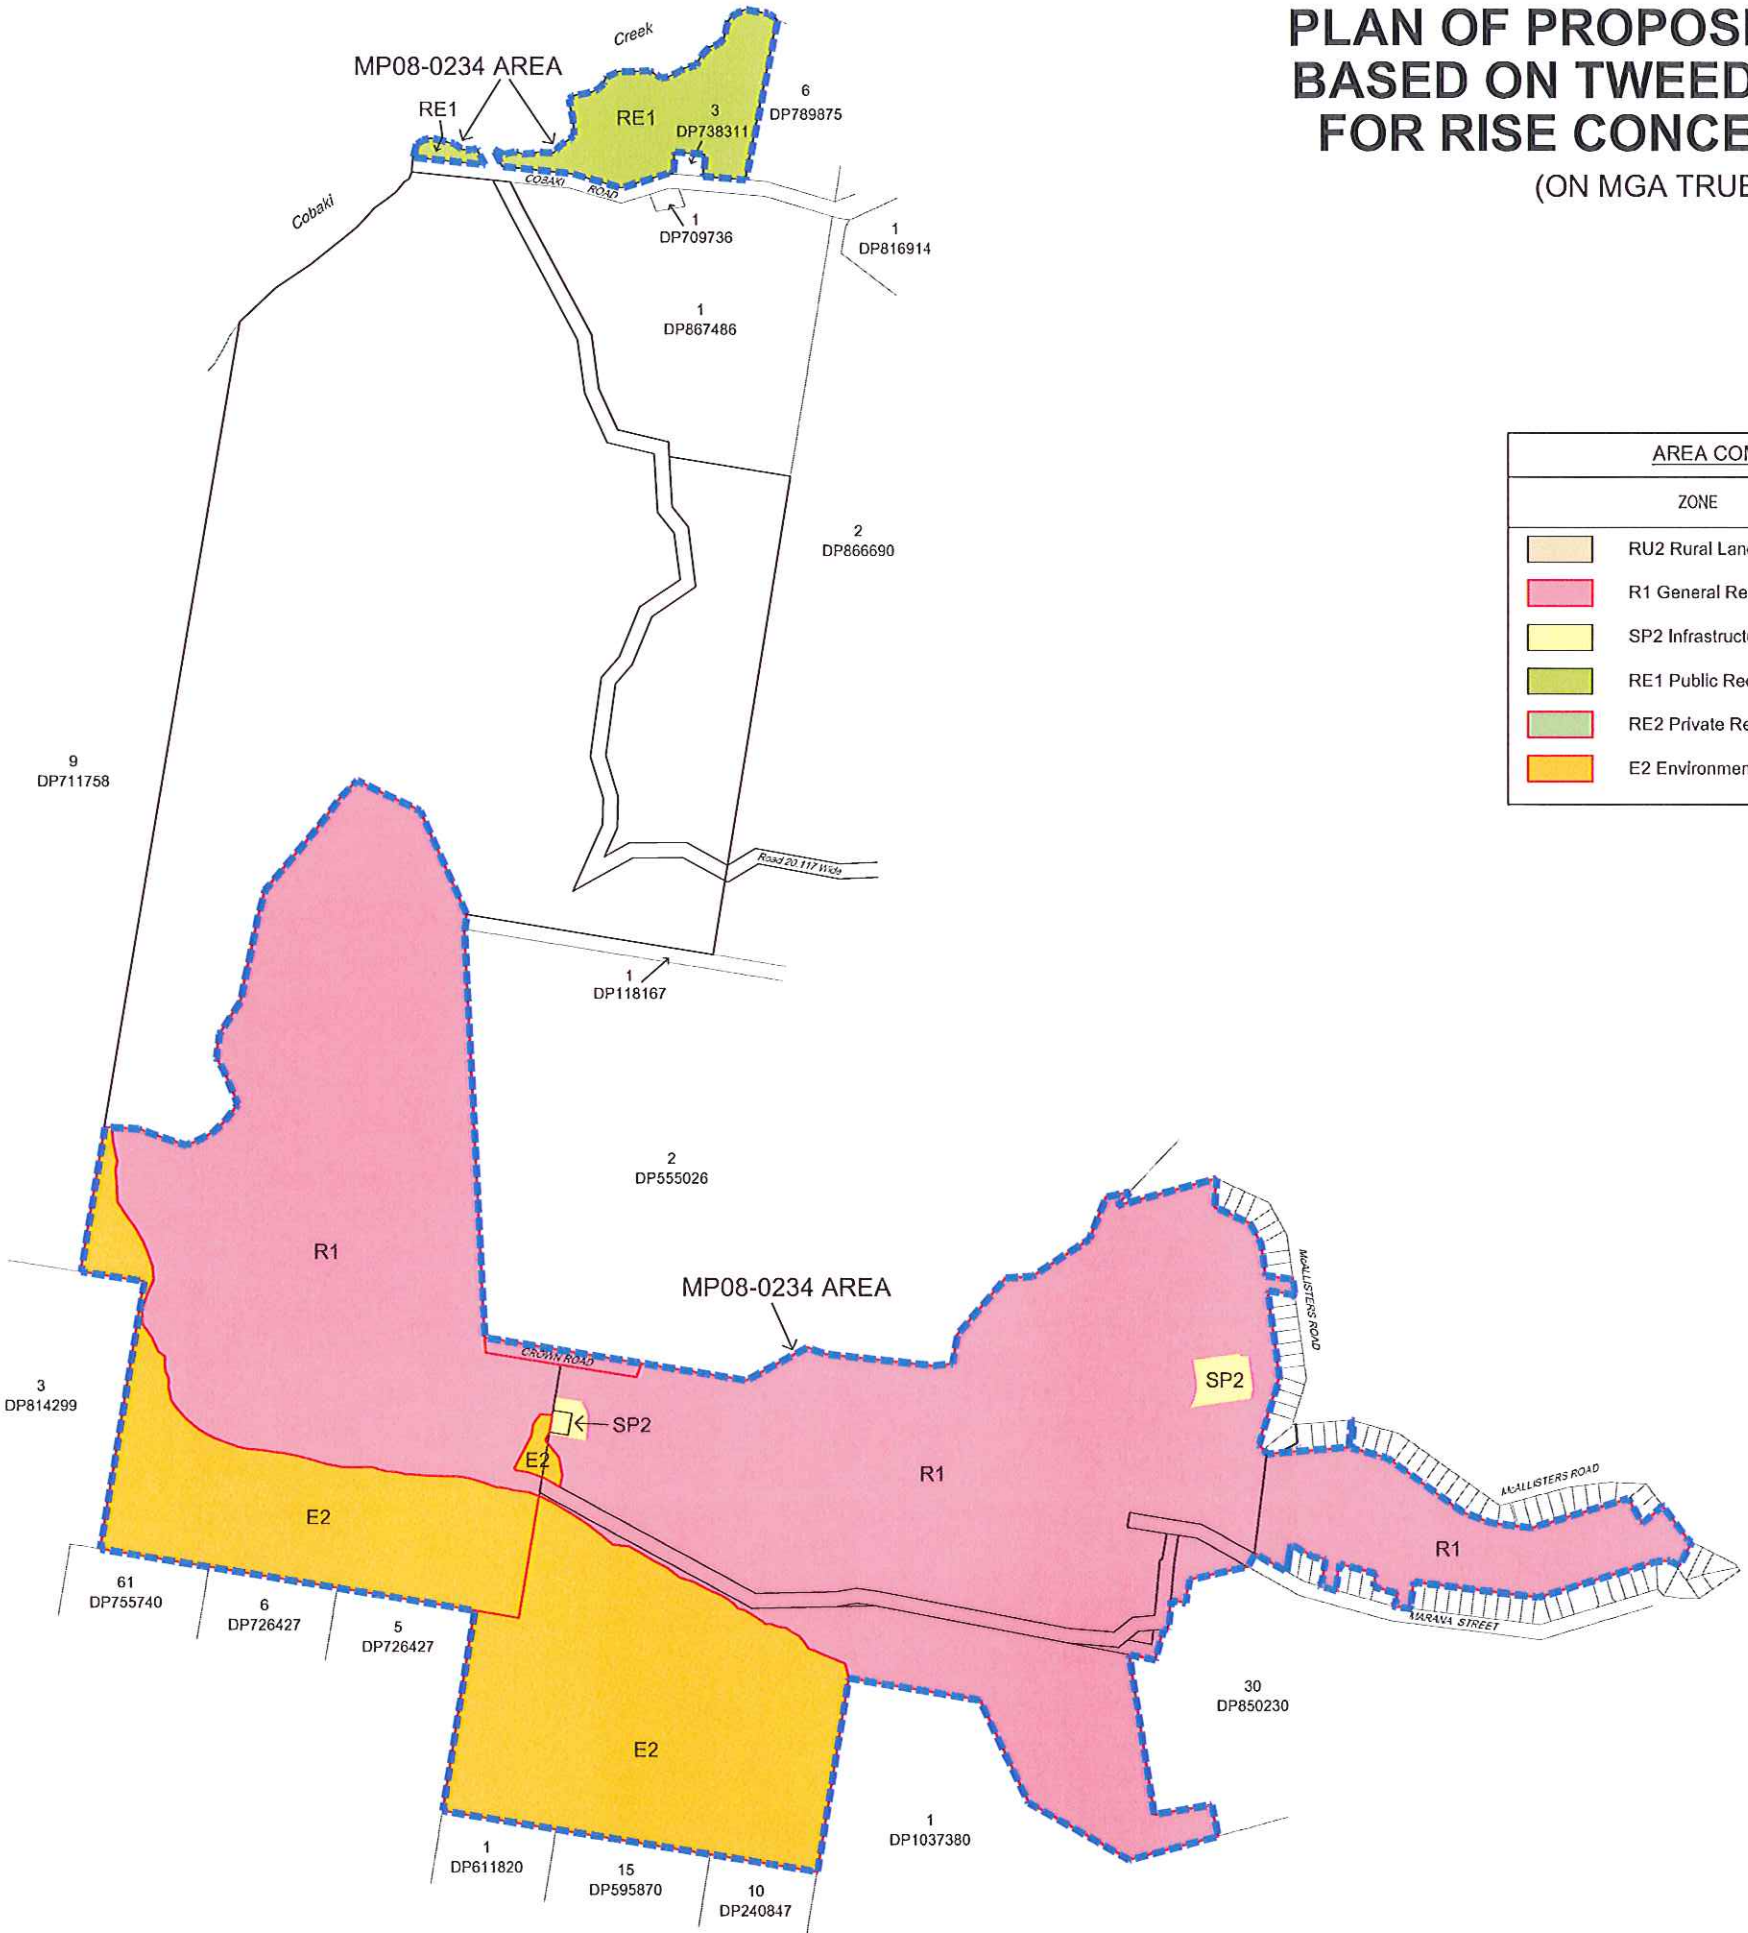 PLAN OF PROPOS
BASED ON TWEED
FOR RISE CONCE
(ON MGA TRUE
Creek
MP08-0234 AREA
RE1
RE1
3
DP738311
6
DP789875
COBAKI ROAD
Cobaki
1
DP709736
1
DP816914
1
DP867486
AREA CO
ZONE
RU2 Rural Lan
R1 General Re
SP2 Infrastruct
RE1 Public Re
RE2 Private Re
E2 Environmen
2
DP866690
9
DP711758
Road 20.117 Wide
1
DP118167
2
DP555026
R1
MP08-0234 AREA
McALLISTERS ROAD
CROWN ROAD
SP2
3
DP814299
SP2
E2
R1
McALLISTERS ROAD
E2
R1
61
DP755740
6
DP726427
5
DP726427
MARANA STREET
30
DP850230
E2
1
DP1037380
1
DP611820
15
DP595870
10
DP240847